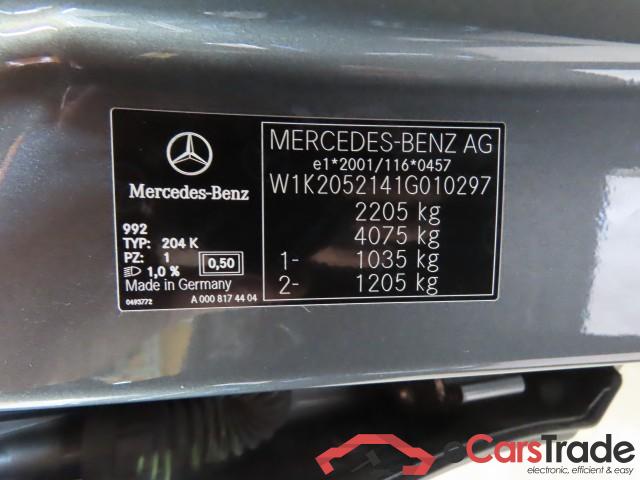 MERCEDES-BENZ AG
e1*2001/116*0457
W1K2052141G010297
2205 kg
4075 kg
1- 1035 kg
2- 1205 kg
Mercedes-Benz
992
TYP: 204 K
PZ: 1
1,0 % 0,50
Made in Germany
0493772 A 000 817 44 04
eCarsTrade
electronic, efficient & easy